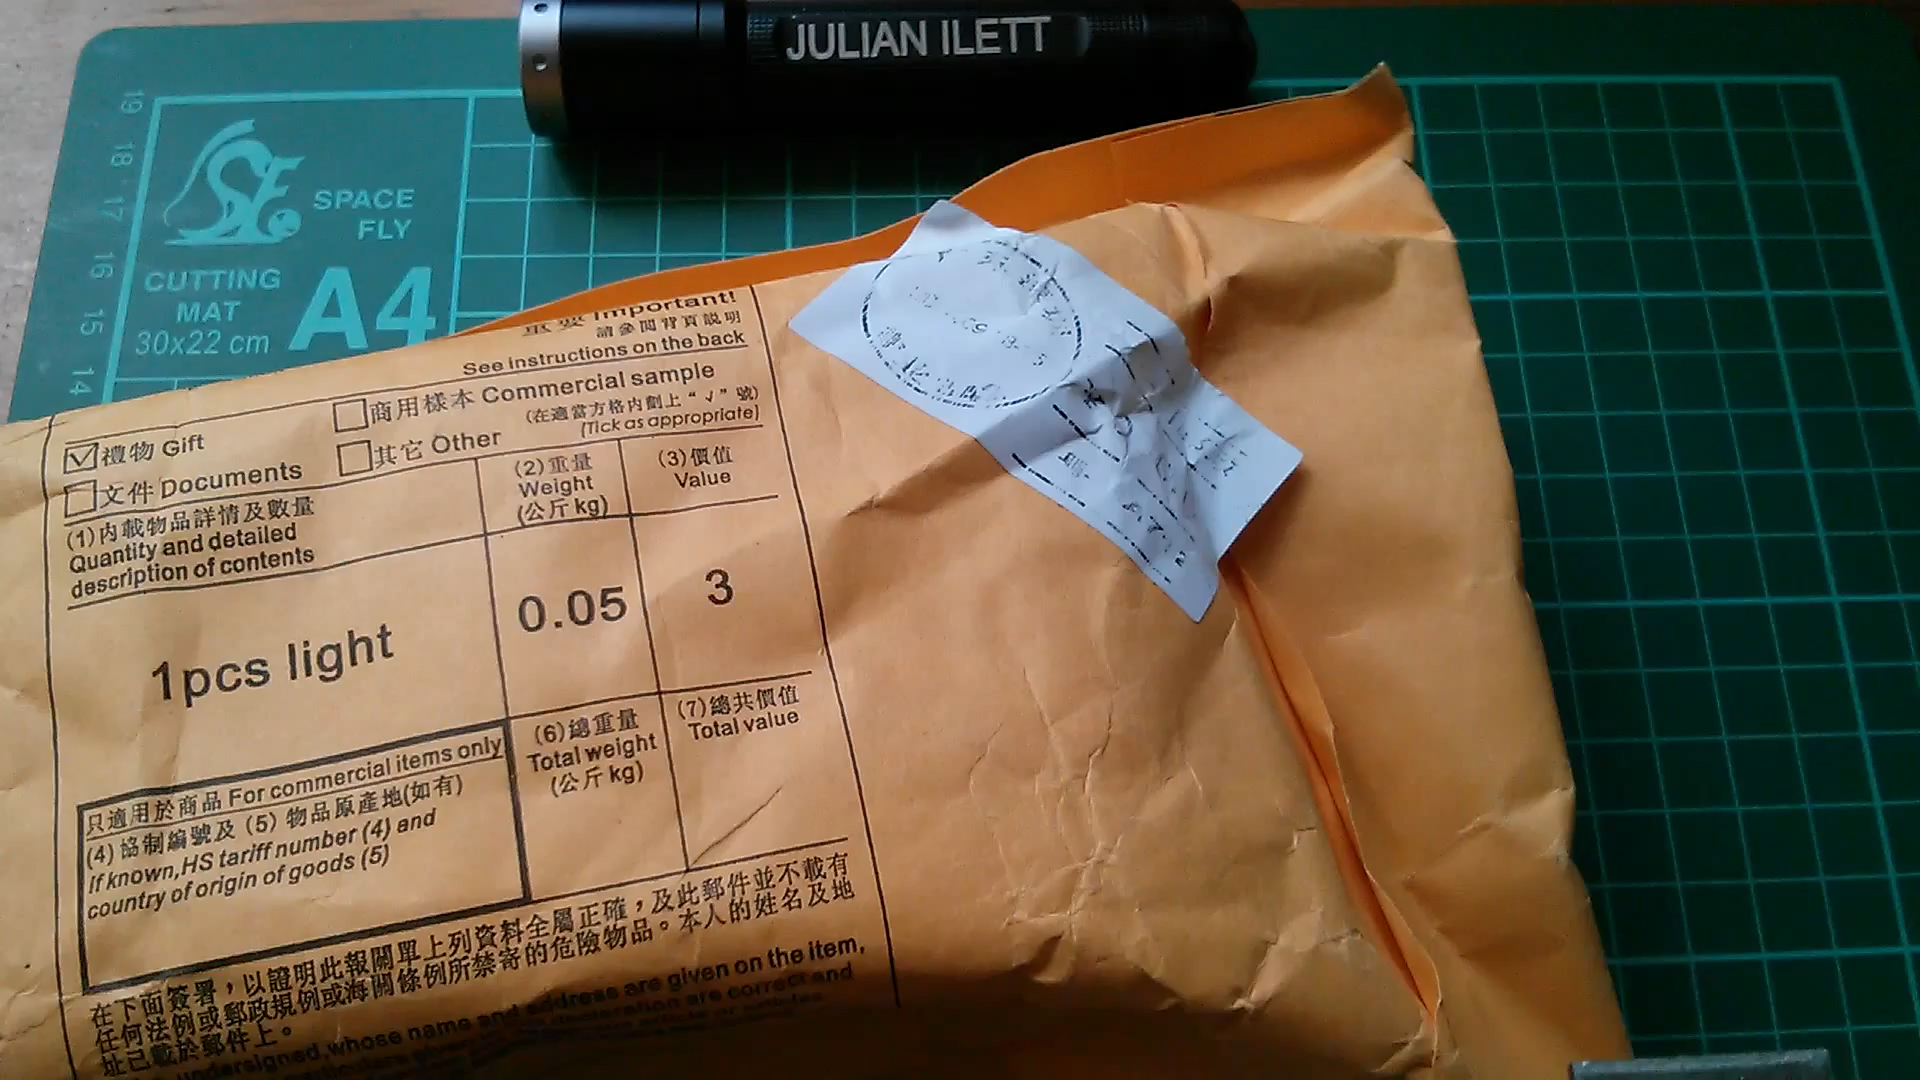 JULIAN ILETT
19
18
17
16
15
14
SPACE
FLY
CUTTING
MAT
30x22 cm
A4
重要 Important!
請參閱背頁説明
See instructions on the back
禮物 Gift
商用樣本 Commercial sample
(在適當方格内劃上“√”號)
(Tick as appropriate)
文件 Documents
其它 Other
(1)内載物品詳情及數量
Quantity and detailed
description of contents
(2)重量
Weight
(公斤 kg)
(3)價值
Value
1pcs light
0.05
3
只適用於商品 For commercial items only
(4) 協制編號及 (5) 物品原產地(如有)
If known,HS tariff number (4) and
country of origin of goods (5)
(6)總重量
Total weight
(公斤 kg)
(7)總共價值
Total value
在下面簽署，以證明此報關單上列資料全屬正確，及此郵件並不載有
任何法例或郵政規例或海關條例所禁寄的危險物品。本人的姓名及地
址已載於郵件上。
undersigned,whose name and address are given on the item,
declaration are correct and